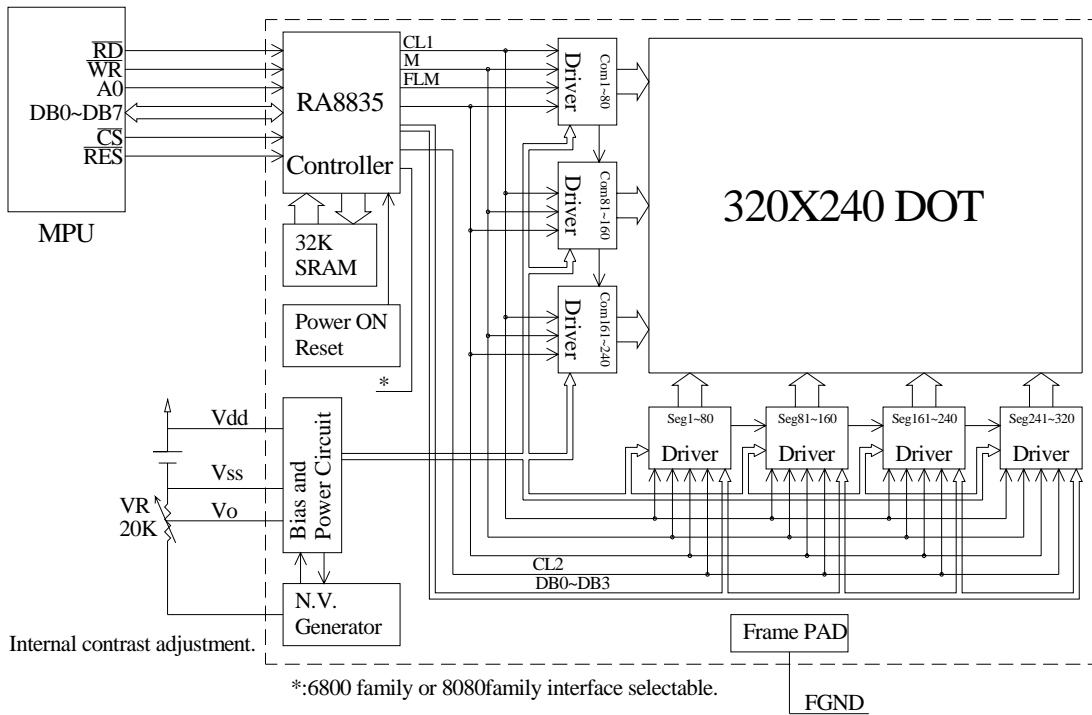 RD
WR
A0
DB0~DB7
CS
RES
MPU
RA8835
Controller
CL1
M
FLM
32K
SRAM
Power ON
Reset
*
Driver
Com1~80
Driver
Com81~160
Driver
Com161~240
320X240 DOT
Seg1~80
Driver
Seg81~160
Driver
Seg161~240
Driver
Seg241~320
Driver
Vdd
Vss
VR
20K
Vo
Bias and
Power Circuit
CL2
DB0~DB3
N.V.
Generator
Internal contrast adjustment.
Frame PAD
*:6800 family or 8080family interface selectable.
FGND